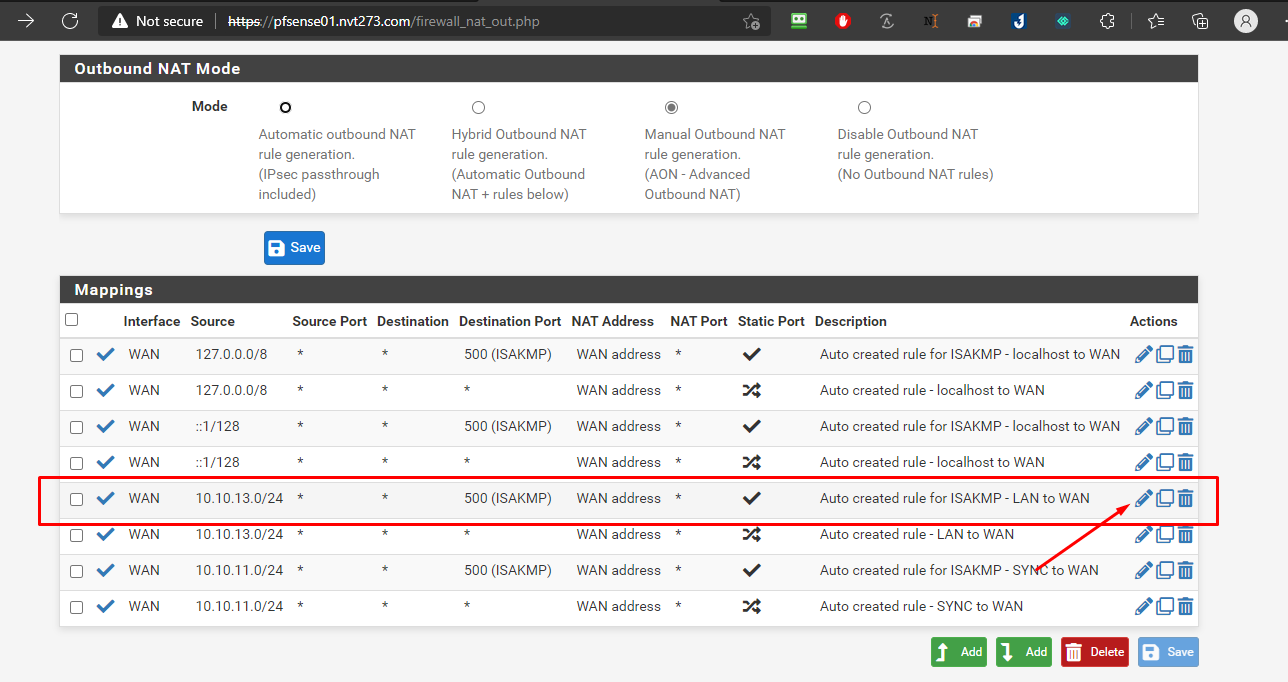 Not secure https://pfsense01.nvt273.com/firewall_nat_out.php
Outbound NAT Mode
Mode
Automatic outbound NAT
rule generation.
(IPsec passthrough
included)
Hybrid Outbound NAT
rule generation.
(Automatic Outbound
NAT + rules below)
Manual Outbound NAT
rule generation.
(AON - Advanced
Outbound NAT)
Disable Outbound NAT
rule generation.
(No Outbound NAT rules)
Save
Mappings
Interface Source Source Port Destination Destination Port NAT Address NAT Port Static Port Description Actions
WAN 127.0.0.0/8 * * 500 (ISAKMP) WAN address * Auto created rule for ISAKMP - localhost to WAN
WAN 127.0.0.0/8 * * * WAN address * Auto created rule - localhost to WAN
WAN ::1/128 * * 500 (ISAKMP) WAN address * Auto created rule for ISAKMP - localhost to WAN
WAN ::1/128 * * * WAN address * Auto created rule - localhost to WAN
WAN 10.10.13.0/24 * * 500 (ISAKMP) WAN address * Auto created rule for ISAKMP - LAN to WAN
WAN 10.10.13.0/24 * * * WAN address * Auto created rule - LAN to WAN
WAN 10.10.11.0/24 * * 500 (ISAKMP) WAN address * Auto created rule for ISAKMP - SYNC to WAN
WAN 10.10.11.0/24 * * * WAN address * Auto created rule - SYNC to WAN
Add Add Delete Save